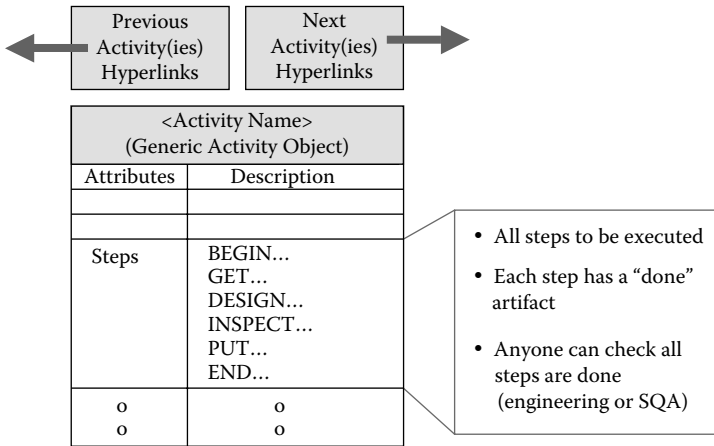 Previous
Activity(ies)
Hyperlinks
Next
Activity(ies)
Hyperlinks
<Activity Name>
(Generic Activity Object)
Attributes Description
Steps BEGIN…
GET…
DESIGN…
INSPECT…
PUT…
END…
o o
o o
• All steps to be executed
• Each step has a “done”
artifact
• Anyone can check all
steps are done
(engineering or SQA)